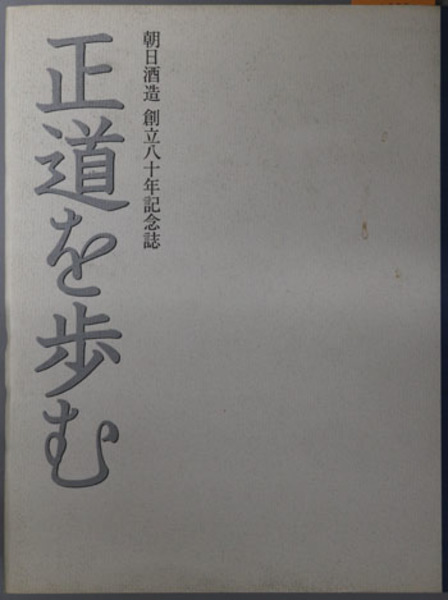 朝日酒造 創立八十年記念誌
正道を歩む